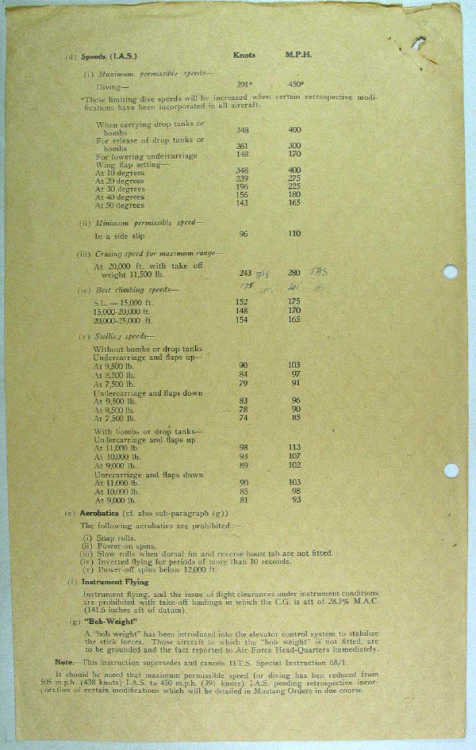 (d) Speeds (I.A.S.) Knots M.P.H.
(i) Maximum permissible speeds—
Diving— 391* 450*
*These limiting dive speeds will be increased when certain retrospective modi-
fications have been incorporated in all aircraft.
When carrying drop tanks or
bombs 348 400
For release of drop tanks or
bombs 261 300
For lowering undercarriage 148 170
Wing flap setting—
At 10 degrees 348 400
At 20 degrees 239 275
At 30 degrees 196 225
At 40 degrees 156 180
At 50 degrees 143 165
(ii) Minimum permissible speed—
In a side slip 96 110
(iii) Crusing speed for maximum range—
At 20,000 ft. with take off
weight 11,500 lb. 243 280
(iv) Best climbing speeds—
S.L. — 15,000 ft. 152 175
15,000-20,000 ft. 148 170
20,000-25,000 ft. 154 165
(v) Stalling speeds—
Without bombs or drop tanks
Undercarriage and flaps up—
At 9,500 lb. 90 103
At 8,500 lb. 84 97
At 7,500 lb. 79 91
Undercarriage and flaps down
At 9,500 lb. 83 96
At 8,500 lb. 78 90
At 7,500 lb. 74 85
With bombs or drop tanks—
Undercarriage and flaps up
At 11,000 lb. 98 113
At 10,000 lb. 93 107
At 9,000 lb. 89 102
Undercarriage and flaps down
At 11,000 lb. 90 103
At 10,000 lb. 85 98
At 9,000 lb. 81 93
(e) Aerobatics (cf. also sub-paragraph (g))
The following aerobatics are prohibited:—
(i) Snap rolls.
(ii) Power-on spins.
(iii) Slow rolls when dorsal fin and reverse boost tab are not fitted.
(iv) Inverted flying for periods of more than 10 seconds.
(v) Power-off spins below 12,000 ft.
(f) Instrument Flying
Instrument flying, and the issue of flight clearances under instrument conditions
are prohibited with take-off loadings in which the C.G. is aft of 28.3% M.A.C.
(141.6 inches aft of datum).
(g) "Bob-Weight"
A "bob weight" has been introduced into the elevator control system to stabilize
the stick forces. Those aircraft to which the "bob weight" is not fitted, are
to be grounded and the fact reported to Air Force Head-Quarters immediately.
Note.—This instruction supersedes and cancels D.T.S. Special Instruction 68/1.
It should be noted that maximum permissible speed for diving has ben reduced from
505 m.p.h. (438 knots) I.A.S. to 450 m.p.h. (391 knots) I.A.S. pending retrospective incor-
poration of certain modifications which will be detailed in Mustang Orders in due course.